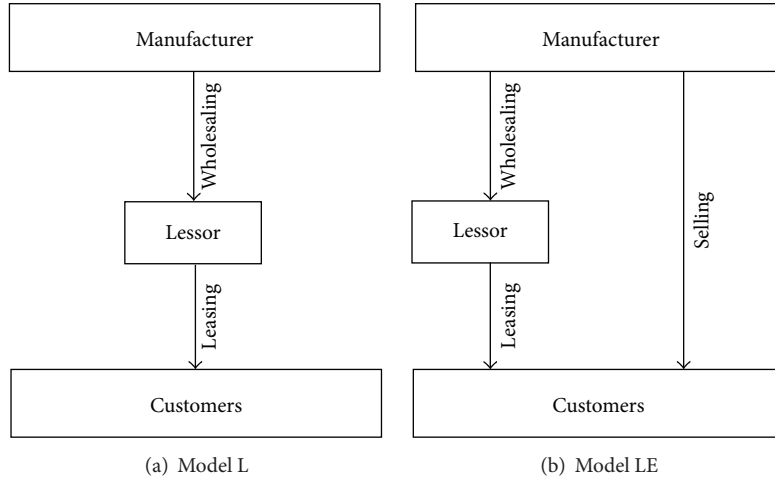 Manufacturer
Wholesaling
Lessor
Leasing
Customers
(a) Model L
Manufacturer
Wholesaling
Lessor
Leasing
Selling
Customers
(b) Model LE